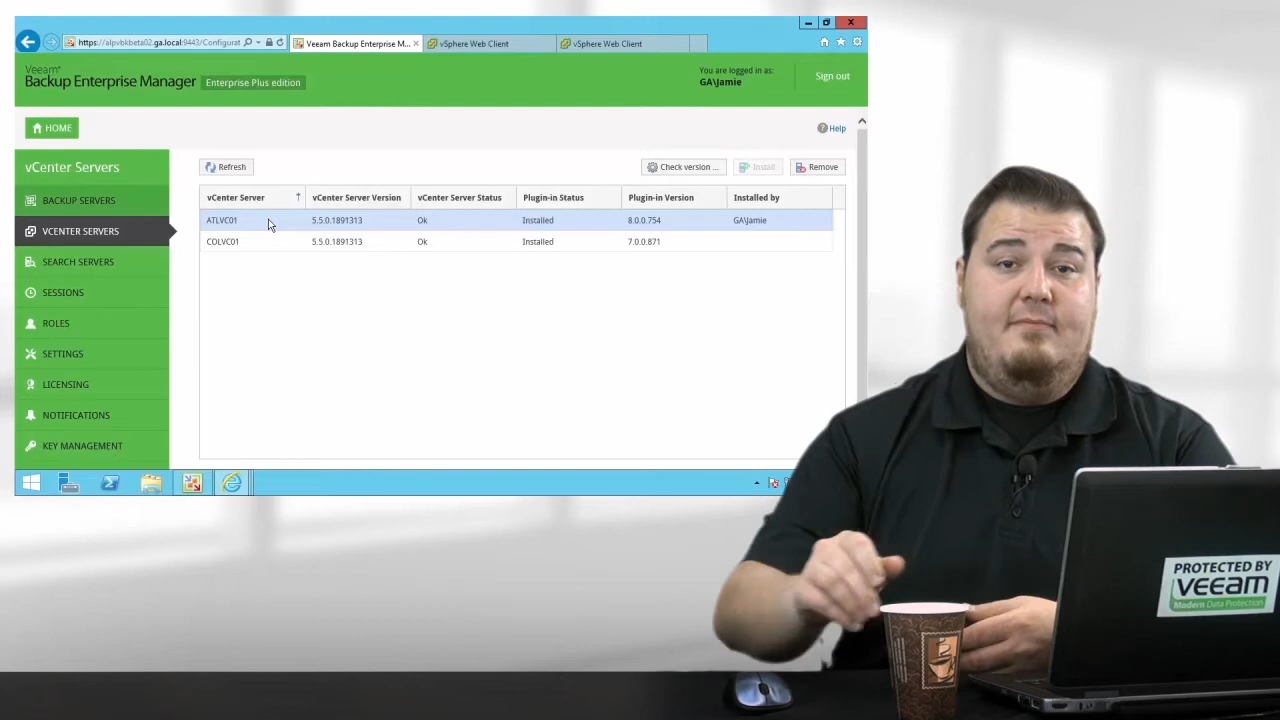 https://alpvbkbeta02.ga.local:9443/Configurat
Veeam Backup Enterprise M...
vSphere Web Client
vSphere Web Client
veeam
Backup Enterprise Manager Enterprise Plus edition
You are logged in as:
GA\Jamie
Sign out
HOME
Help
vCenter Servers
BACKUP SERVERS
VCENTER SERVERS
SEARCH SERVERS
SESSIONS
ROLES
SETTINGS
LICENSING
NOTIFICATIONS
KEY MANAGEMENT
Refresh
Check version ... Install Remove
vCenter Server vCenter Server Version vCenter Server Status Plug-in Status Plug-in Version Installed by
ATLVC01 5.5.0.1891313 Ok Installed 8.0.0.754 GA\Jamie
COLVC01 5.5.0.1891313 Ok Installed 7.0.0.871
PROTECTED BY
veeam
Modern Data Protection